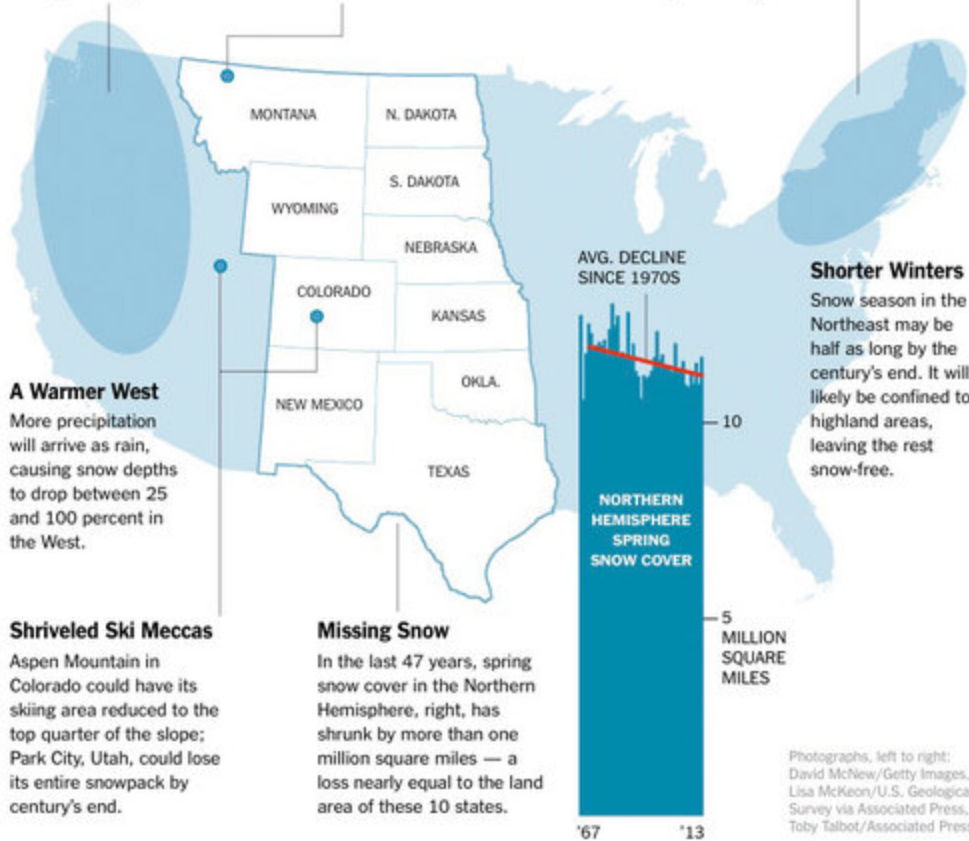 MONTANA
N. DAKOTA
S. DAKOTA
WYOMING
NEBRASKA
COLORADO
KANSAS
NEW MEXICO
OKLA.
TEXAS
A Warmer West
More precipitation
will arrive as rain,
causing snow depths
to drop between 25
and 100 percent in
the West.
AVG. DECLINE
SINCE 1970S
10
NORTHERN
HEMISPHERE
SPRING
SNOW COVER
5
MILLION
SQUARE
MILES
'67
'13
Shorter Winters
Snow season in the
Northeast may be
half as long by the
century's end. It will
likely be confined to
highland areas,
leaving the rest
snow-free.
Shriveled Ski Meccas
Aspen Mountain in
Colorado could have its
skiing area reduced to the
top quarter of the slope;
Park City, Utah, could lose
its entire snowpack by
century's end.
Missing Snow
In the last 47 years, spring
snow cover in the Northern
Hemisphere, right, has
shrunk by more than one
million square miles — a
loss nearly equal to the land
area of these 10 states.
Photographs, left to right:
David McNew/Getty Images,
Lisa McKeon/U.S. Geologica
Survey via Associated Press,
Toby Talbot/Associated Press